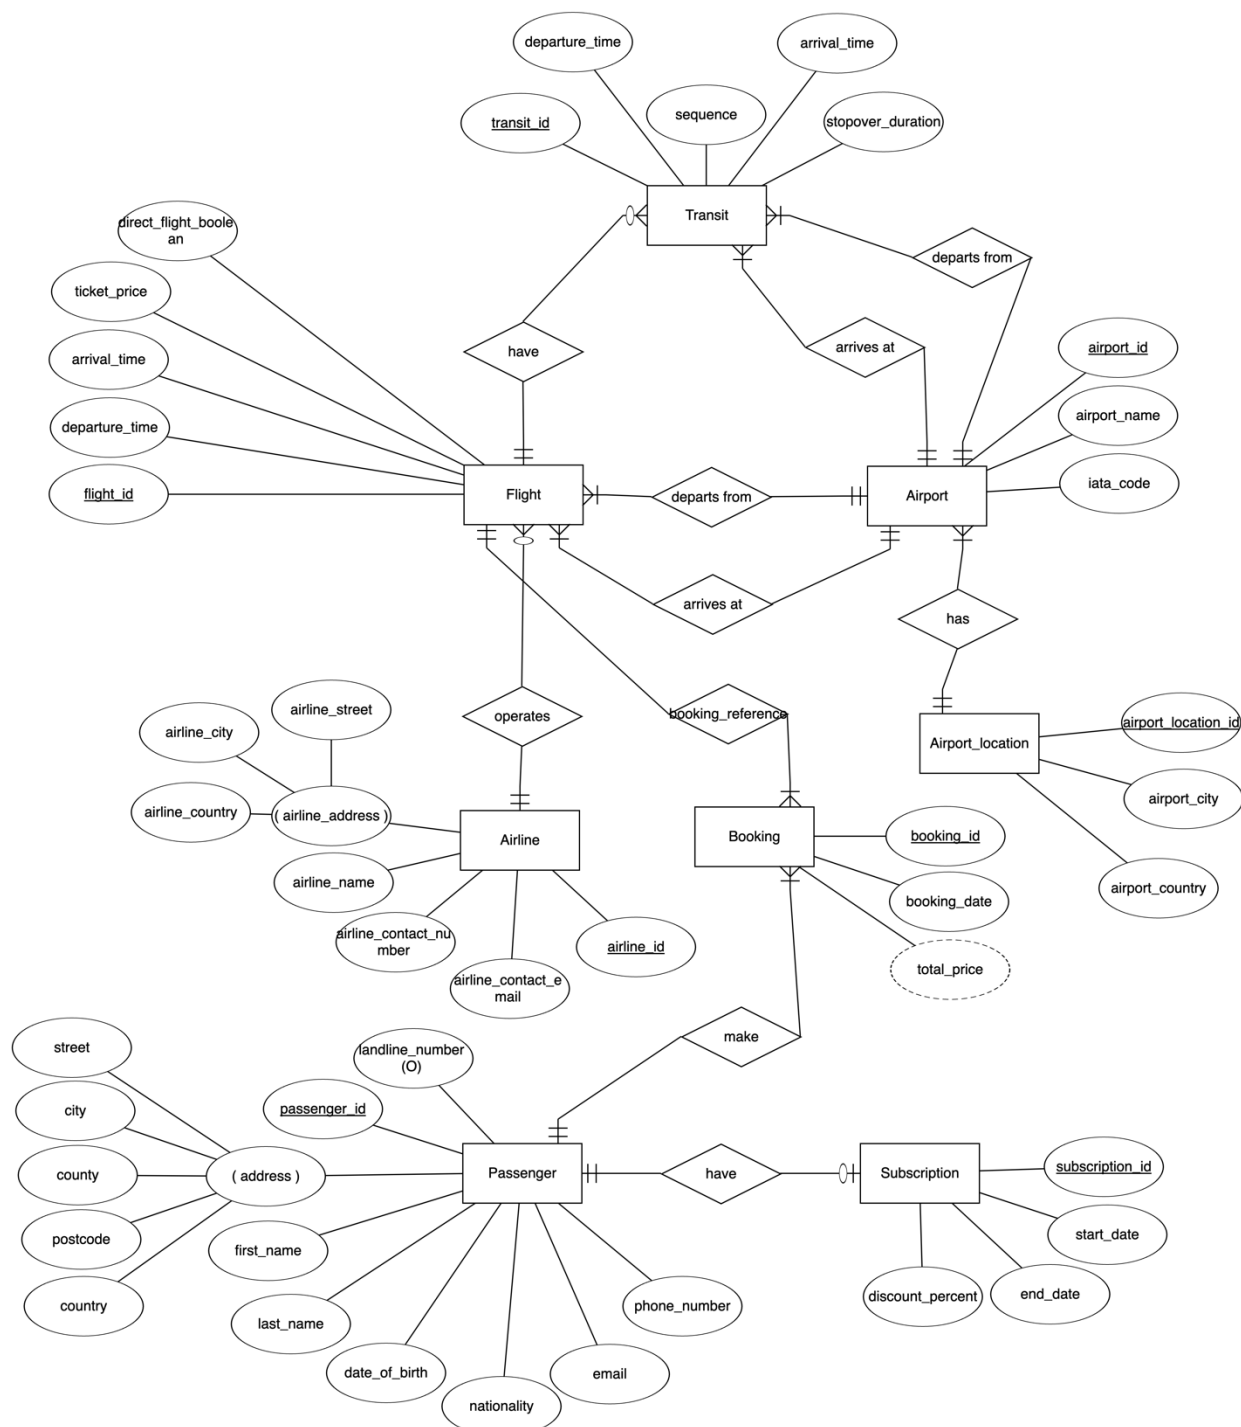 departure_time
arrival_time
transit_id
sequence
stopover_duration
Transit
direct_flight_boole
an
departs from
ticket_price
have
arrives at
airport_id
arrival_time
airport_name
departure_time
flight_id
Flight
departs from
Airport
iata_code
arrives at
has
airline_street
airline_city
operates
booking_reference
airport_location_id
Airport_location
airline_country
( airline_address )
airport_city
Airline
Booking
booking_id
airline_name
airport_country
booking_date
airline_contact_nu
mber
airline_id
total_price
airline_contact_e
mail
street
landline_number
(O)
make
city
passenger_id
county
( address )
Passenger
have
Subscription
subscription_id
postcode
first_name
start_date
country
last_name
phone_number
discount_percent
end_date
date_of_birth
email
nationality